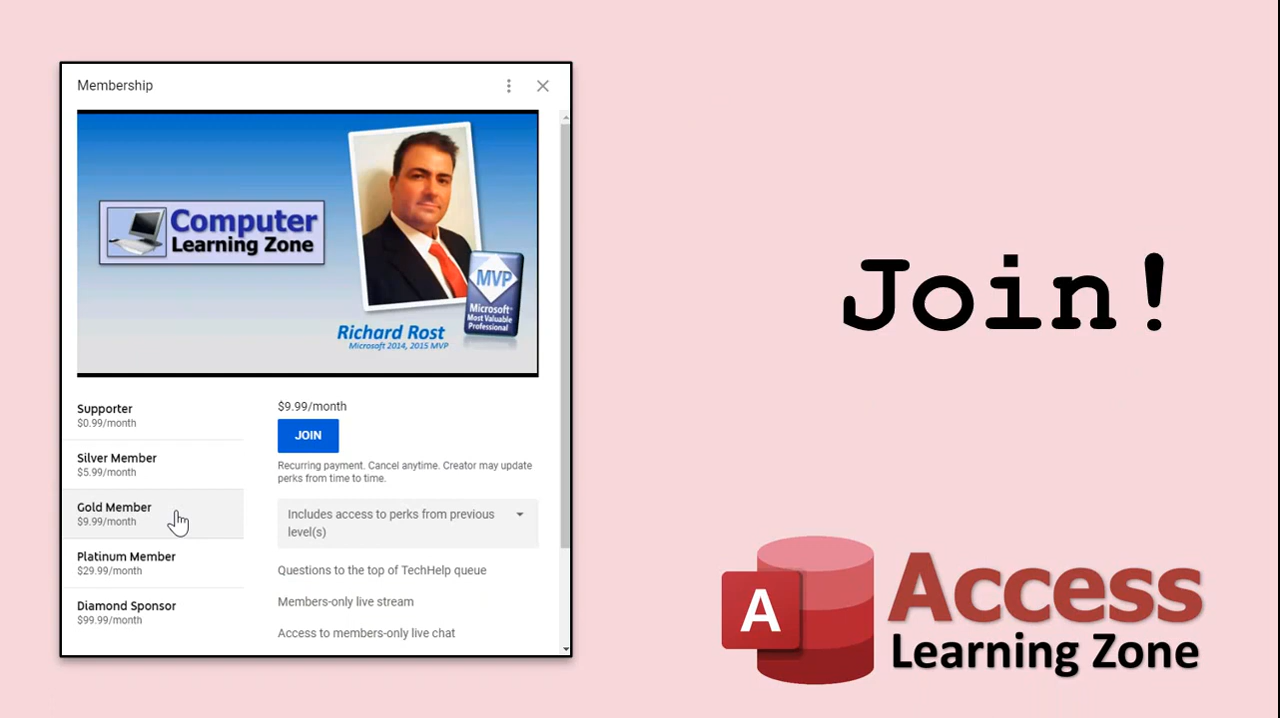 Membership
Computer
Learning Zone
MVP
Microsoft®
Most Valuable
Professional
Richard Rost
Microsoft 2014, 2015 MVP
Supporter
$0.99/month
Silver Member
$5.99/month
Gold Member
$9.99/month
Platinum Member
$29.99/month
Diamond Sponsor
$99.99/month
$9.99/month
JOIN
Recurring payment. Cancel anytime. Creator may update
perks from time to time.
Includes access to perks from previous
level(s)
Questions to the top of TechHelp queue
Members-only live stream
Access to members-only live chat
Join!
A
Access
Learning Zone